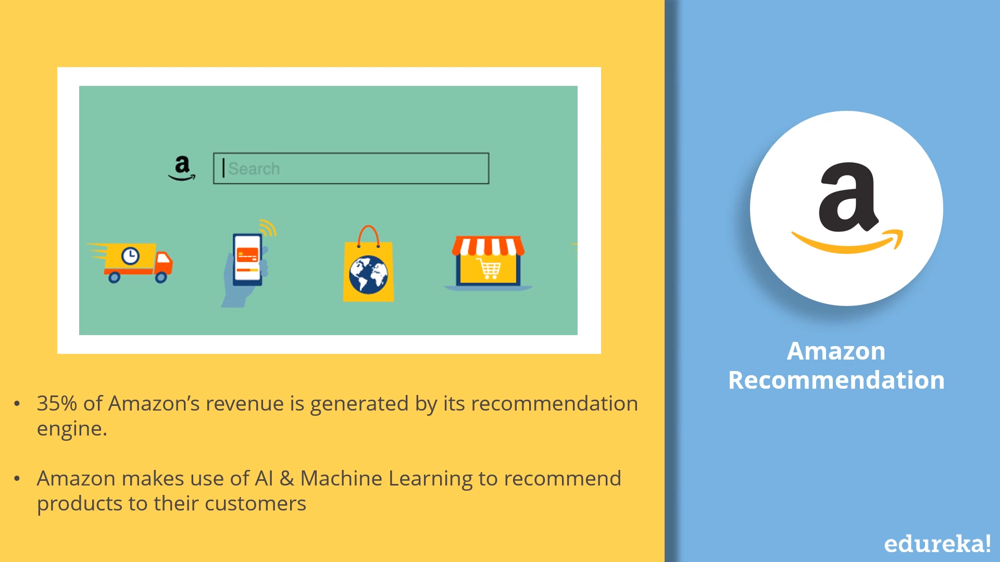 a
Search
• 35% of Amazon’s revenue is generated by its recommendation
engine.
• Amazon makes use of AI & Machine Learning to recommend
products to their customers
a
Amazon
Recommendation
edureka!